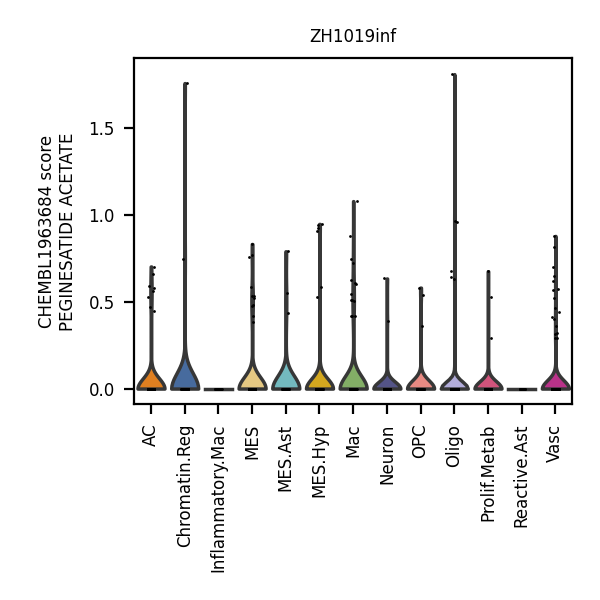 ZH1019inf
CHEMBL1963684 score
PEGINESATIDE ACETATE
1.5
1.0
0.5
0.0
AC
Chromatin.Reg
Inflammatory.Mac
MES
MES.Ast
MES.Hyp
Mac
Neuron
OPC
Oligo
Prolif.Metab
Reactive.Ast
Vasc